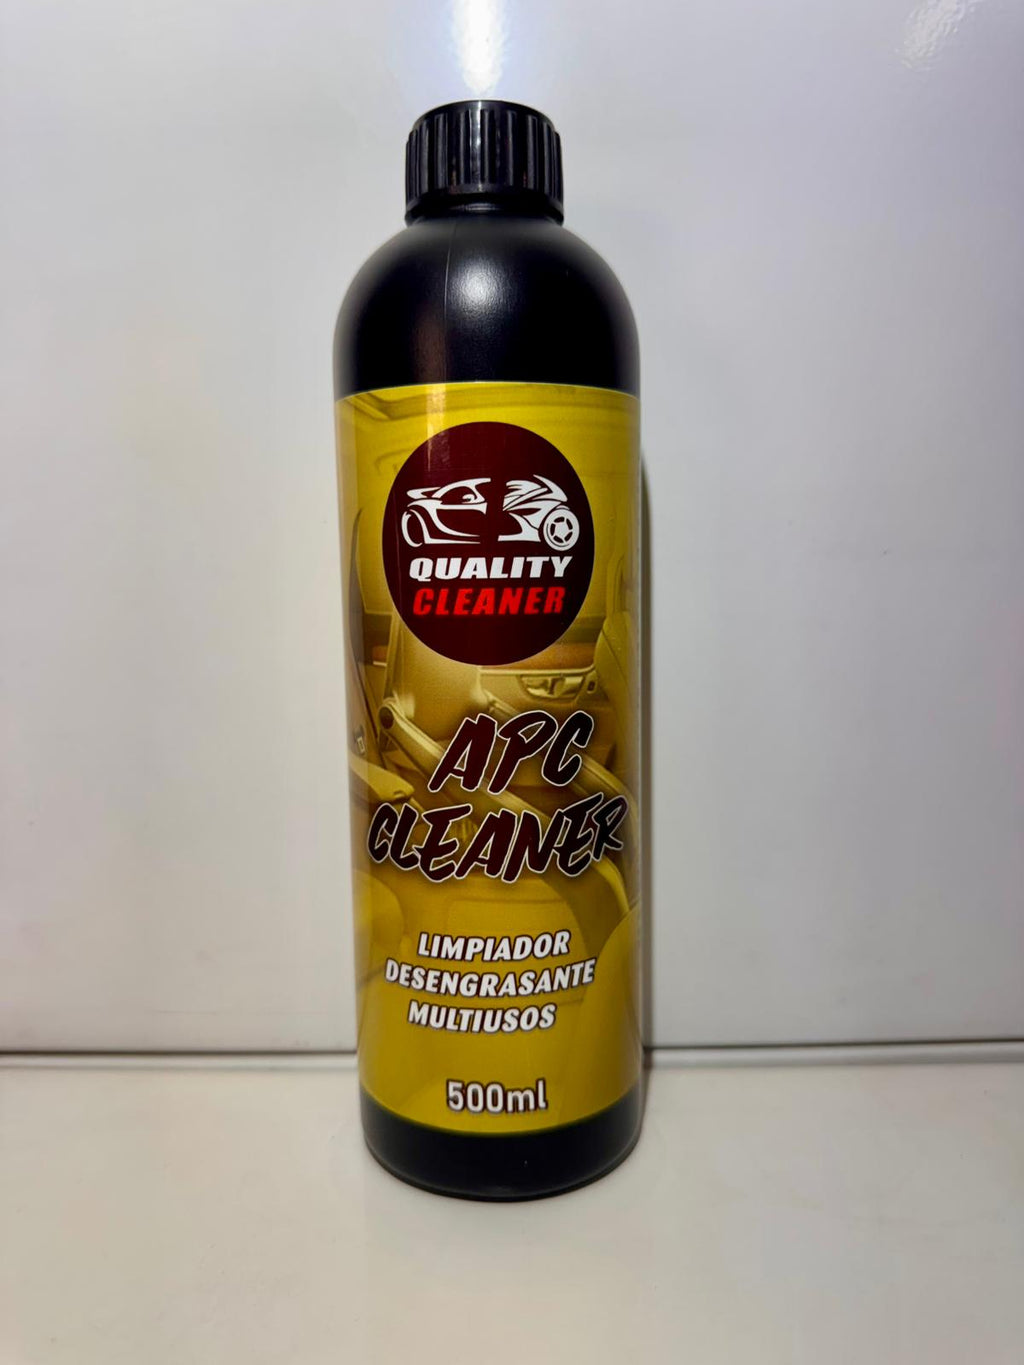 QUALITY
CLEANER
APC
CLEANER
LIMPIADOR
DESENGRASANTE
MULTIUSOS
500ml